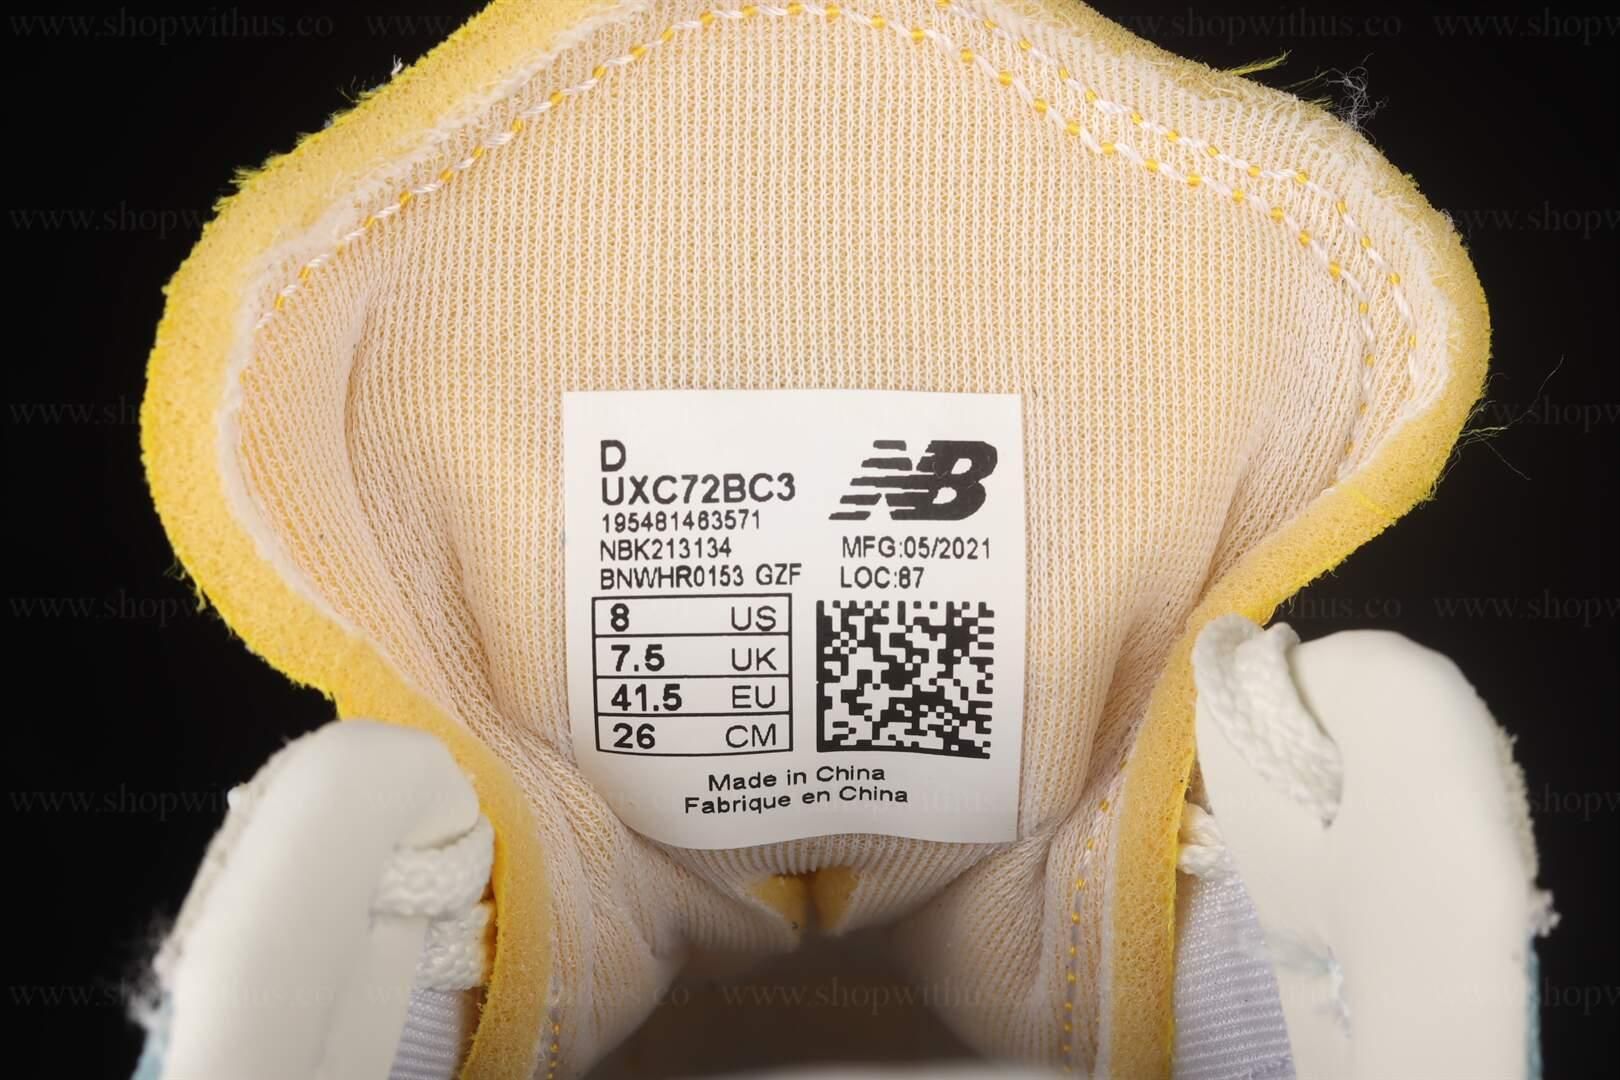 D
UXC72BC3
195481463571
NBK213134
BNWHR0153 GZF
NB
MFG:05/2021
LOC:87
8 US
7.5 UK
41.5 EU
26 CM
Made in China
Fabrique en China
www.shopwithus.co